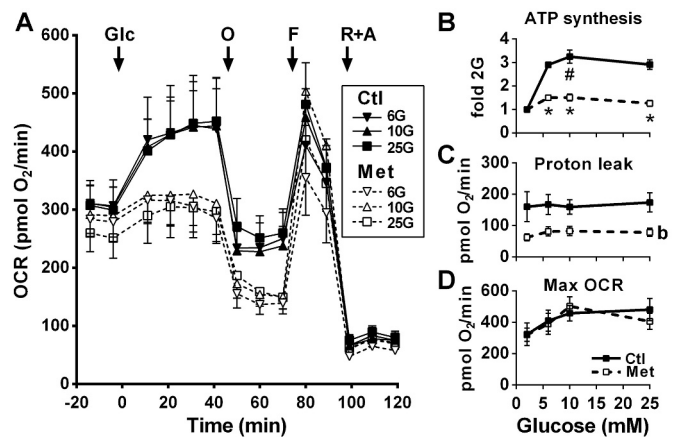 A
Glc O F R+A
OCR (pmol O2/min)
600
500
400
300
200
100
0
-20 0 20 40 60 80 100 120
Time (min)
Ctl
6G
10G
25G
Met
6G
10G
25G
B
ATP synthesis
fold 2G
4
3
2
1
0
#
* * *
C
Proton leak
pmol O2/min
300
200
100
0
b
D
Max OCR
pmol O2/min
600
400
200
0
Ctl
Met
0 5 10 15 20 25
Glucose (mM)